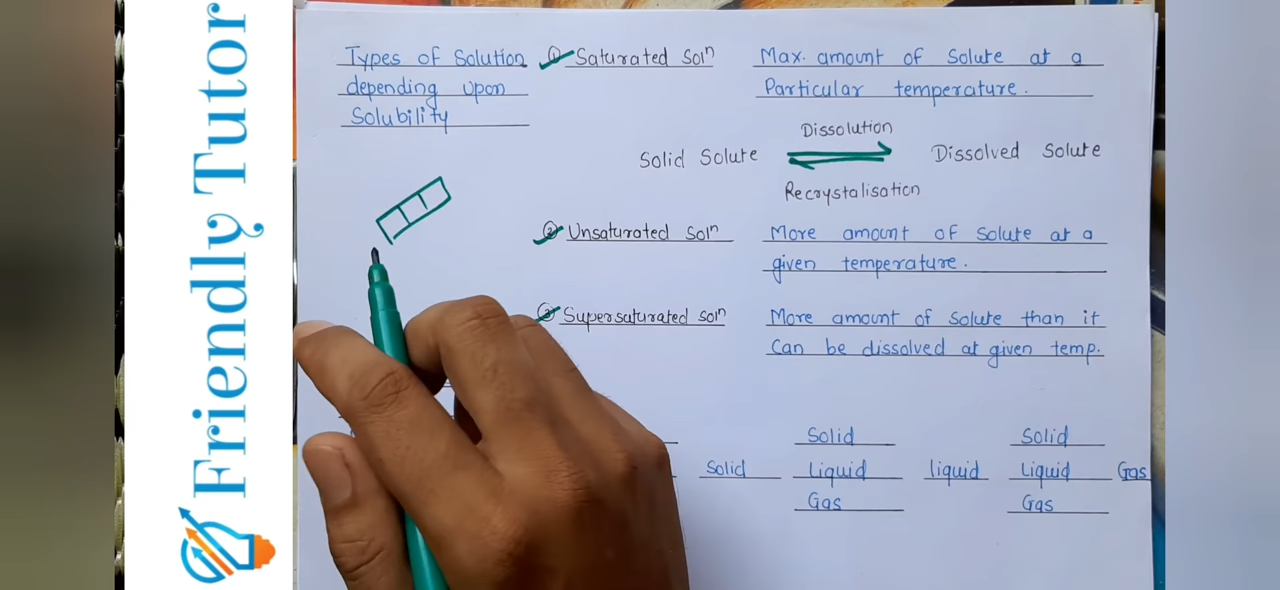 Friendly Tutor
Types of Solution
depending upon
Solubility
① Saturated Solⁿ
Max. amount of Solute at a
Particular temperature.
Dissolution
Solid Solute ⇌ Dissolved Solute
Recrystalisation
② Unsaturated Solⁿ
More amount of Solute at a
given temperature.
③ Supersaturated Solⁿ
More amount of Solute than it
Can be dissolved at given temp.
Solid Solid
Solid Liquid liquid Liquid Gas
Gas Gas